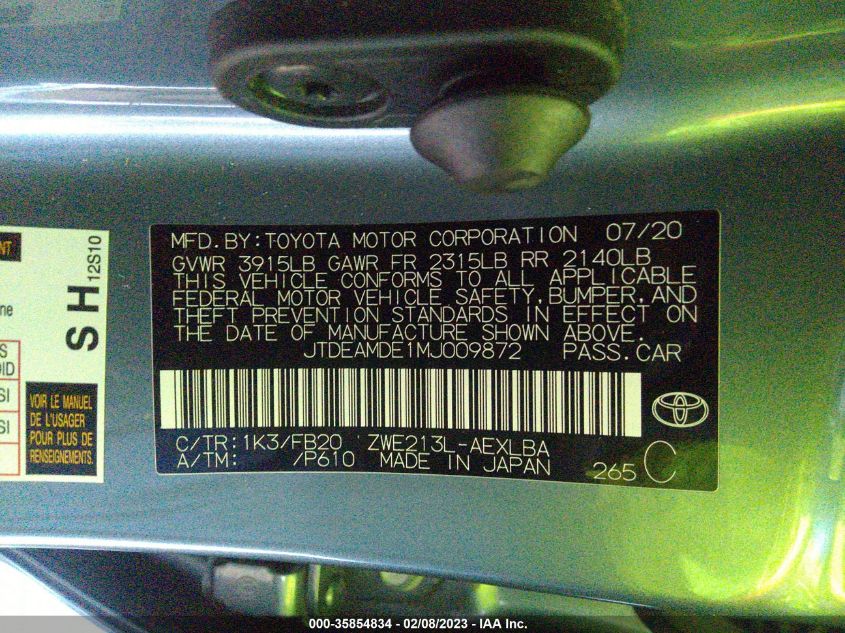 MFD.BY:TOYOTA MOTOR CORPORATION 07/20
GVWR 3915LB GAWR FR 2315LB RR 2140LB
THIS VEHICLE CONFORMS TO ALL APPLICABLE
FEDERAL MOTOR VEHICLE SAFETY,BUMPER,AND
THEFT PREVENTION STANDARDS IN EFFECT ON
THE DATE OF MANUFACTURE SHOWN ABOVE.
JTDEAMDE1MJ009872 PASS.CAR
C/TR:1K3/FB20 ZWE213L-AEXLBA
A/TM: /P610 MADE IN JAPAN 265 C
SH
12S10
VOIR LE MANUEL
DE L'USAGER
POUR PLUS DE
RENSEIGNEMENTS.
000-35854834 - 02/08/2023 - IAA Inc.